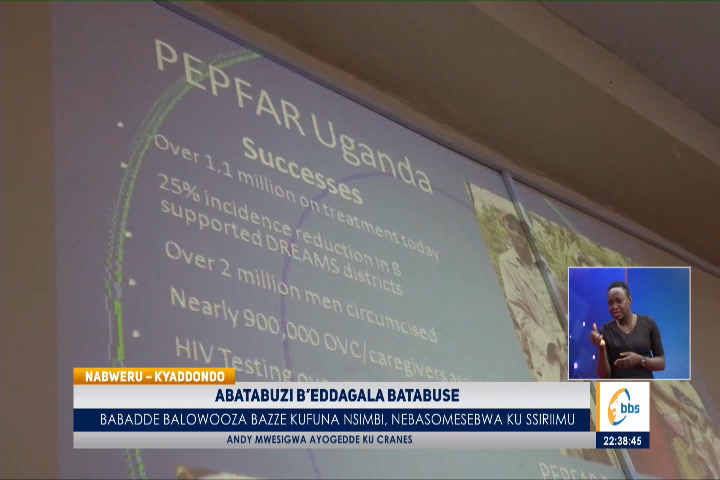 PEPFAR Uganda
Successes
Over 1.1 million on treatment today
25% incidence reduction in 8
supported DREAMS districts
Over 2 million men circumcised
Nearly 900,000 OVC/caregivers
HIV Testing
NABWERU – KYADDONDO
ABATABUZI B'EDDAGALA BATABUSE
BABADDE BALOWOOZA BAZZE KUFUNA NSIMBI, NEBASOMESEBWA KU SSIRIIMU
bbs
ANDY MWESIGWA AYOGEDDE KU CRANES
22:38:45
PEPFAR